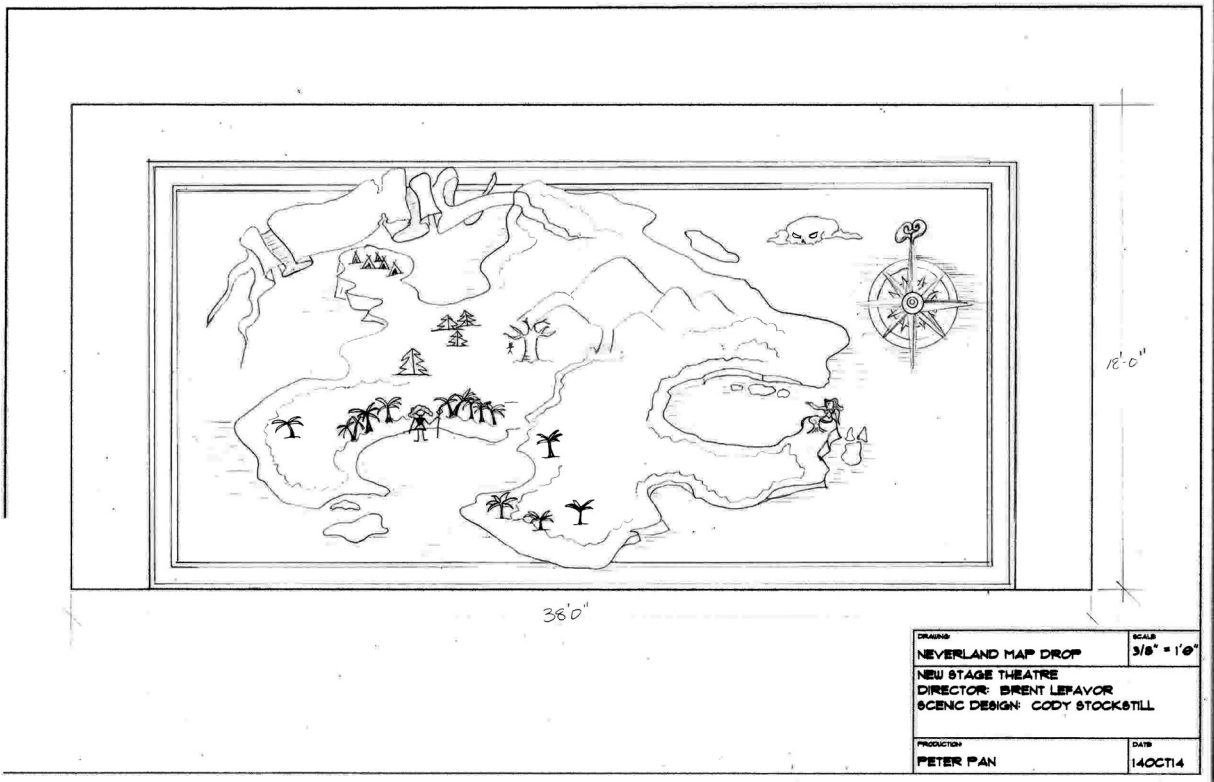 18'-0"
38'0"
DRAWING:
NEVERLAND MAP DROP
SCALE
3/8" = 1'0"
NEW STAGE THEATRE
DIRECTOR: BRENT LEFAVOR
SCENIC DESIGN: CODY STOCKSTILL
PRODUCTION:
PETER PAN
DATE
14OCT14